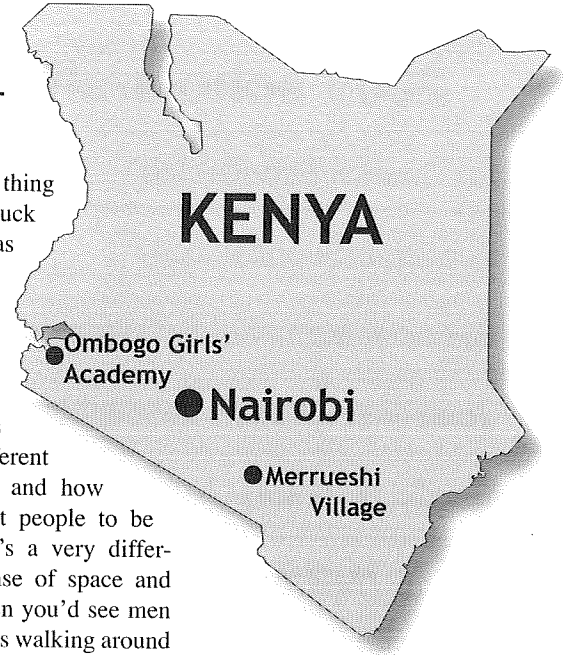 thing
uck
as
KENYA
Ombogo Girls'
Academy
Nairobi
Merrueshi
Village
erent
and how
t people to be
's a very differ-
se of space and
n you'd see men
s walking around